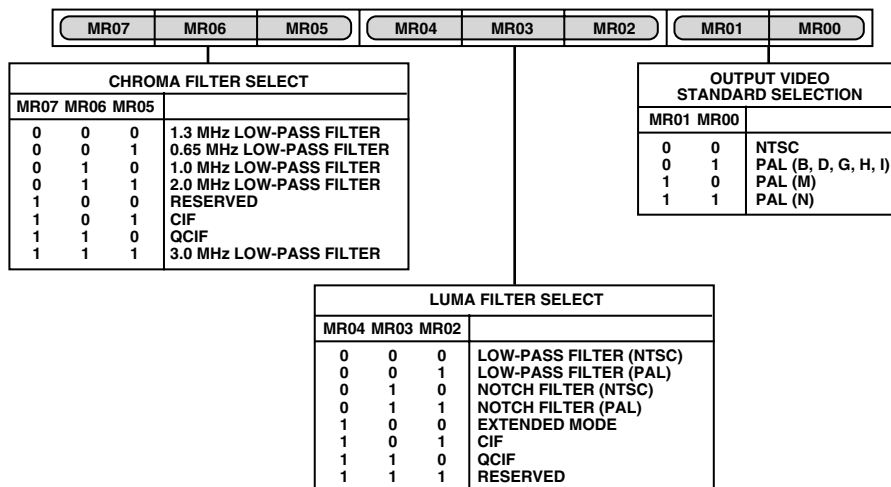 MR07 MR06 MR05 MR04 MR03 MR02 MR01 MR00
CHROMA FILTER SELECT
MR07 MR06 MR05
0 0 0 1.3 MHz LOW-PASS FILTER
0 0 1 0.65 MHz LOW-PASS FILTER
0 1 0 1.0 MHz LOW-PASS FILTER
0 1 1 2.0 MHz LOW-PASS FILTER
1 0 0 RESERVED
1 0 1 CIF
1 1 0 QCIF
1 1 1 3.0 MHz LOW-PASS FILTER
OUTPUT VIDEO
STANDARD SELECTION
MR01 MR00
0 0 NTSC
0 1 PAL (B, D, G, H, I)
1 0 PAL (M)
1 1 PAL (N)
LUMA FILTER SELECT
MR04 MR03 MR02
0 0 0 LOW-PASS FILTER (NTSC)
0 0 1 LOW-PASS FILTER (PAL)
0 1 0 NOTCH FILTER (NTSC)
0 1 1 NOTCH FILTER (PAL)
1 0 0 EXTENDED MODE
1 0 1 CIF
1 1 0 QCIF
1 1 1 RESERVED